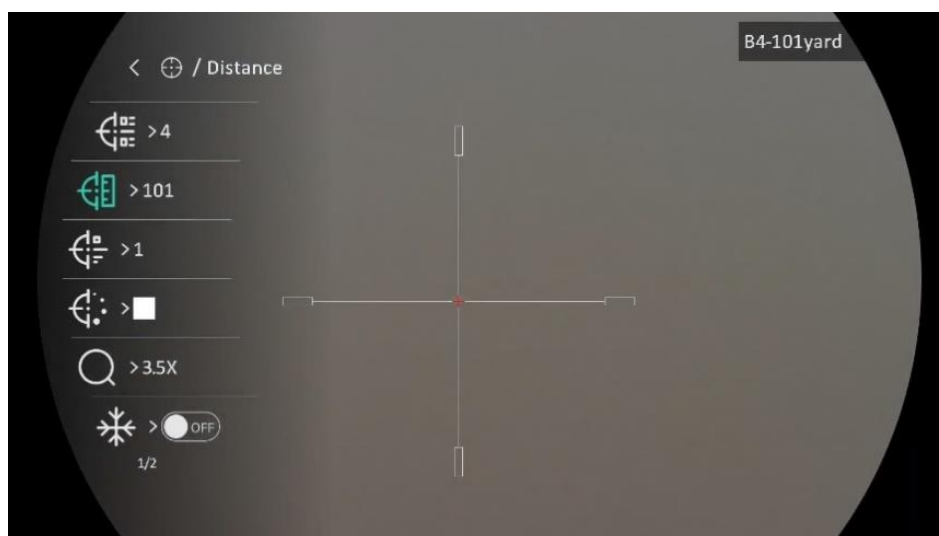 B4-101yard
< / Distance
>4
>101
>1
>
>3.5X
> OFF
1/2